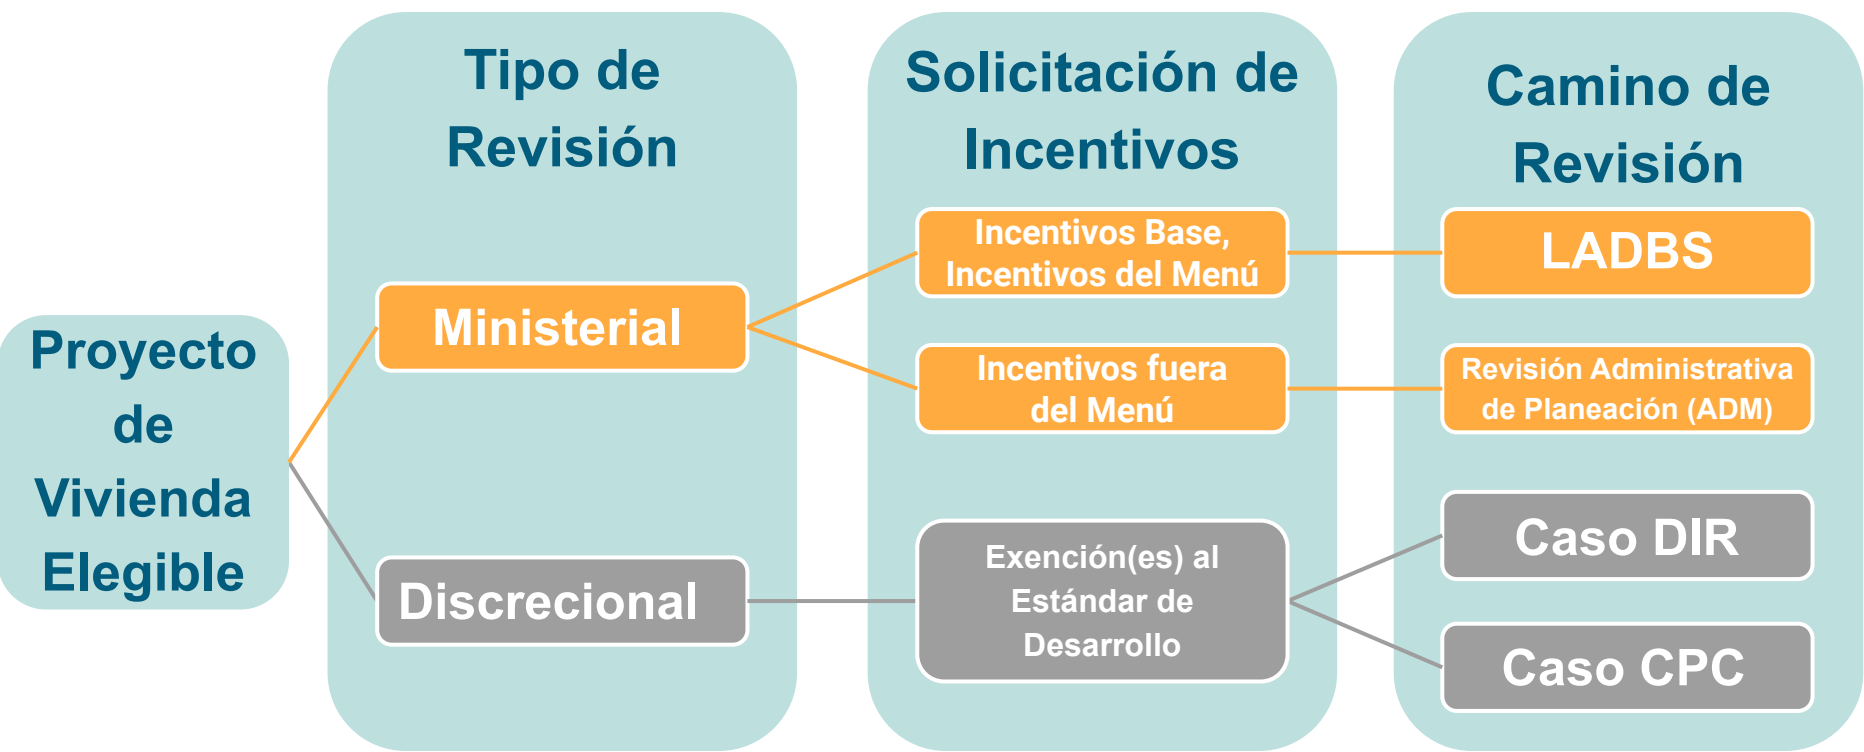 Proyecto
de
Vivienda
Elegible
Tipo de
Revisión
Ministerial
Discrecional
Solicitación de
Incentivos
Incentivos Base,
Incentivos del Menú
Incentivos fuera
del Menú
Exención(es) al
Estándar de
Desarrollo
Camino de
Revisión
LADBS
Revisión Administrativa
de Planeación (ADM)
Caso DIR
Caso CPC